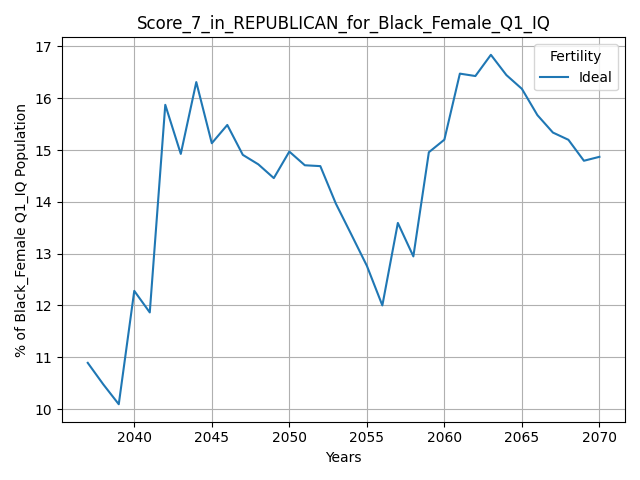 Score_7_in_REPUBLICAN_for_Black_Female_Q1_IQ
Fertility
Ideal
% of Black_Female Q1_IQ Population
17
16
15
14
13
12
11
10
2040 2045 2050 2055 2060 2065 2070
Years